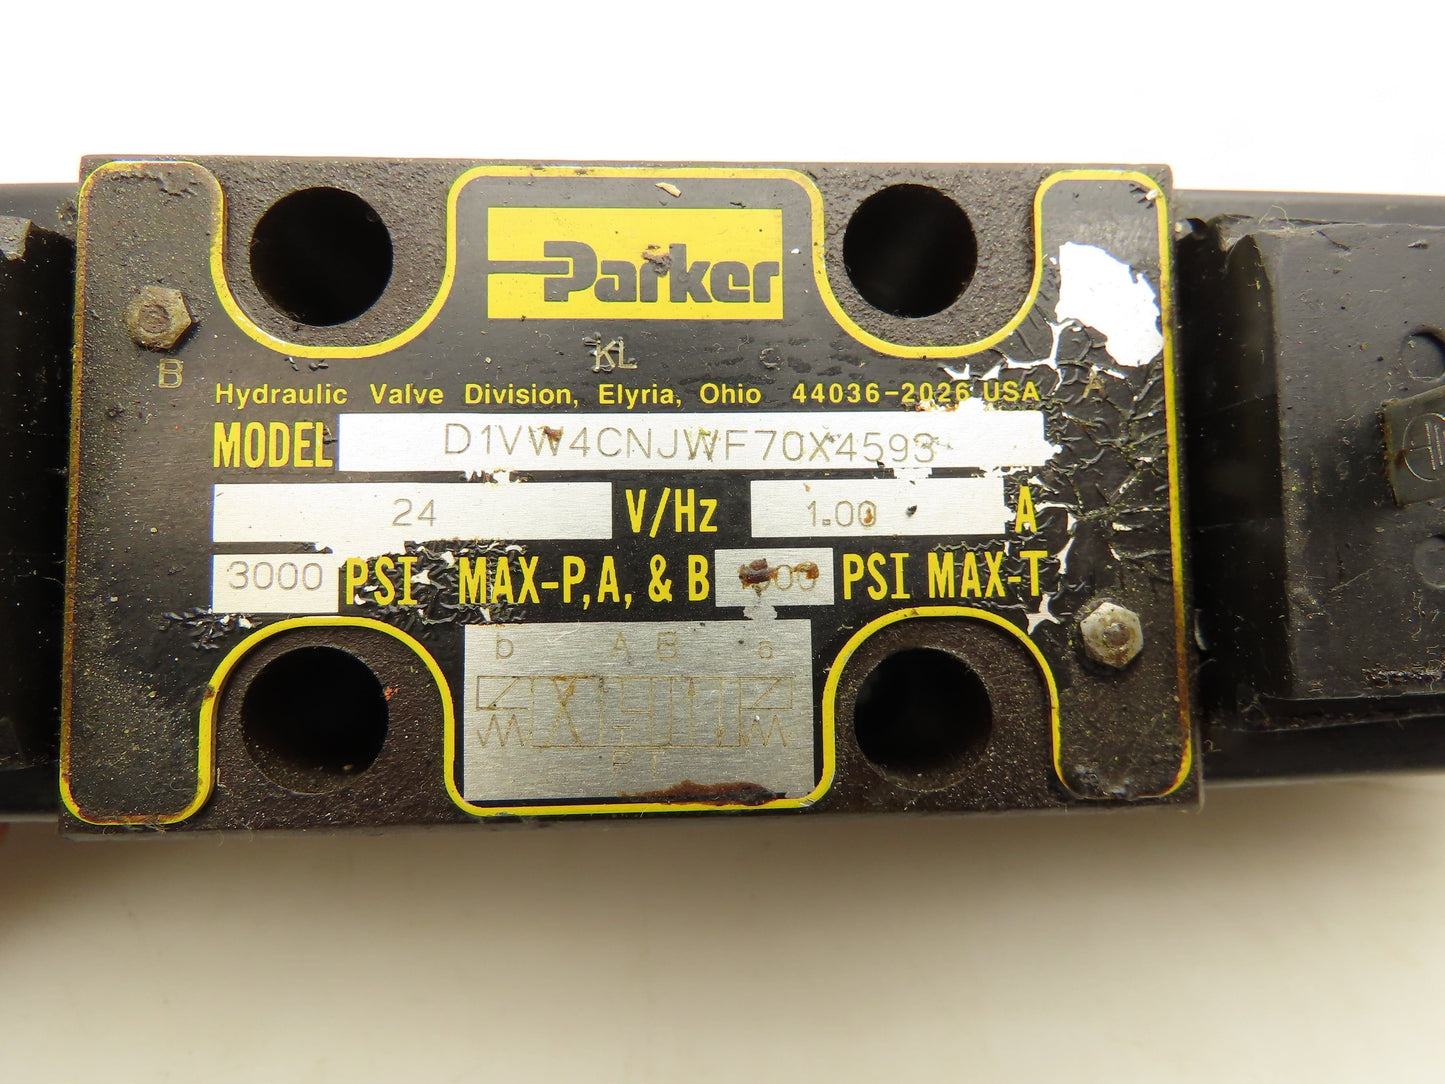 Parker
KL C
B A
Hydraulic Valve Division, Elyria, Ohio 44036-2026 USA
MODEL D1VW4CNJWF70X4593
24 V/Hz 1.00 A
3000 PSI MAX-P,A, & B PSI MAX-T
b A B a
P T